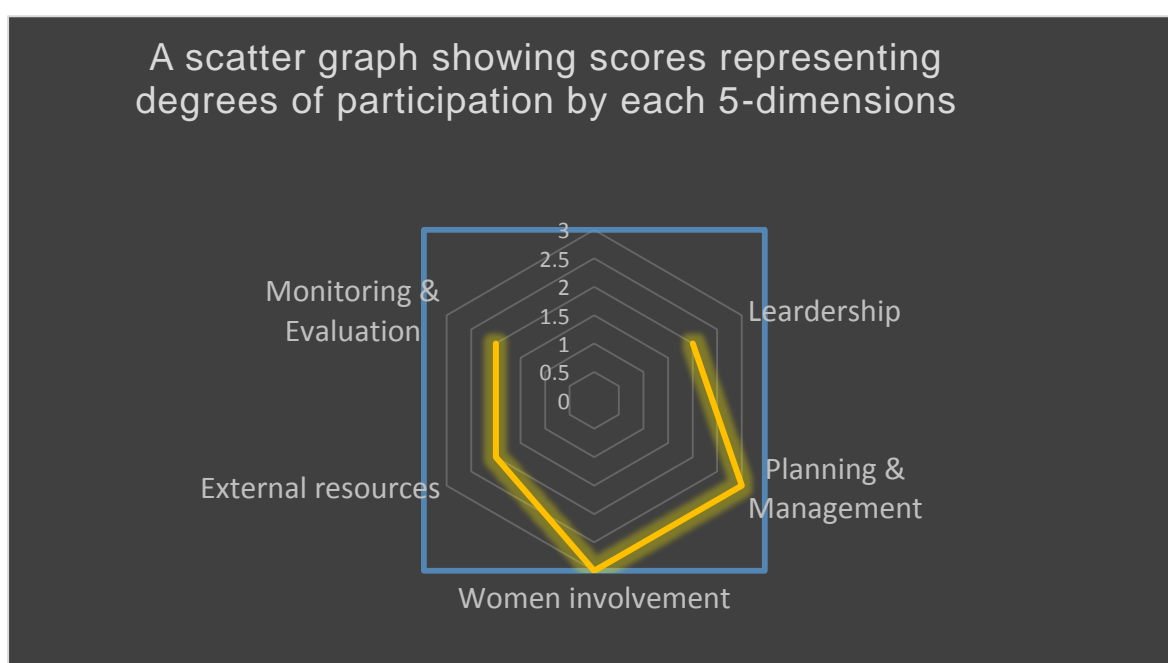 A scatter graph showing scores representing
degrees of participation by each 5-dimensions
3
2.5
2
1.5
1
0.5
0
Monitoring &
Evaluation
Leardership
External resources
Planning &
Management
Women involvement